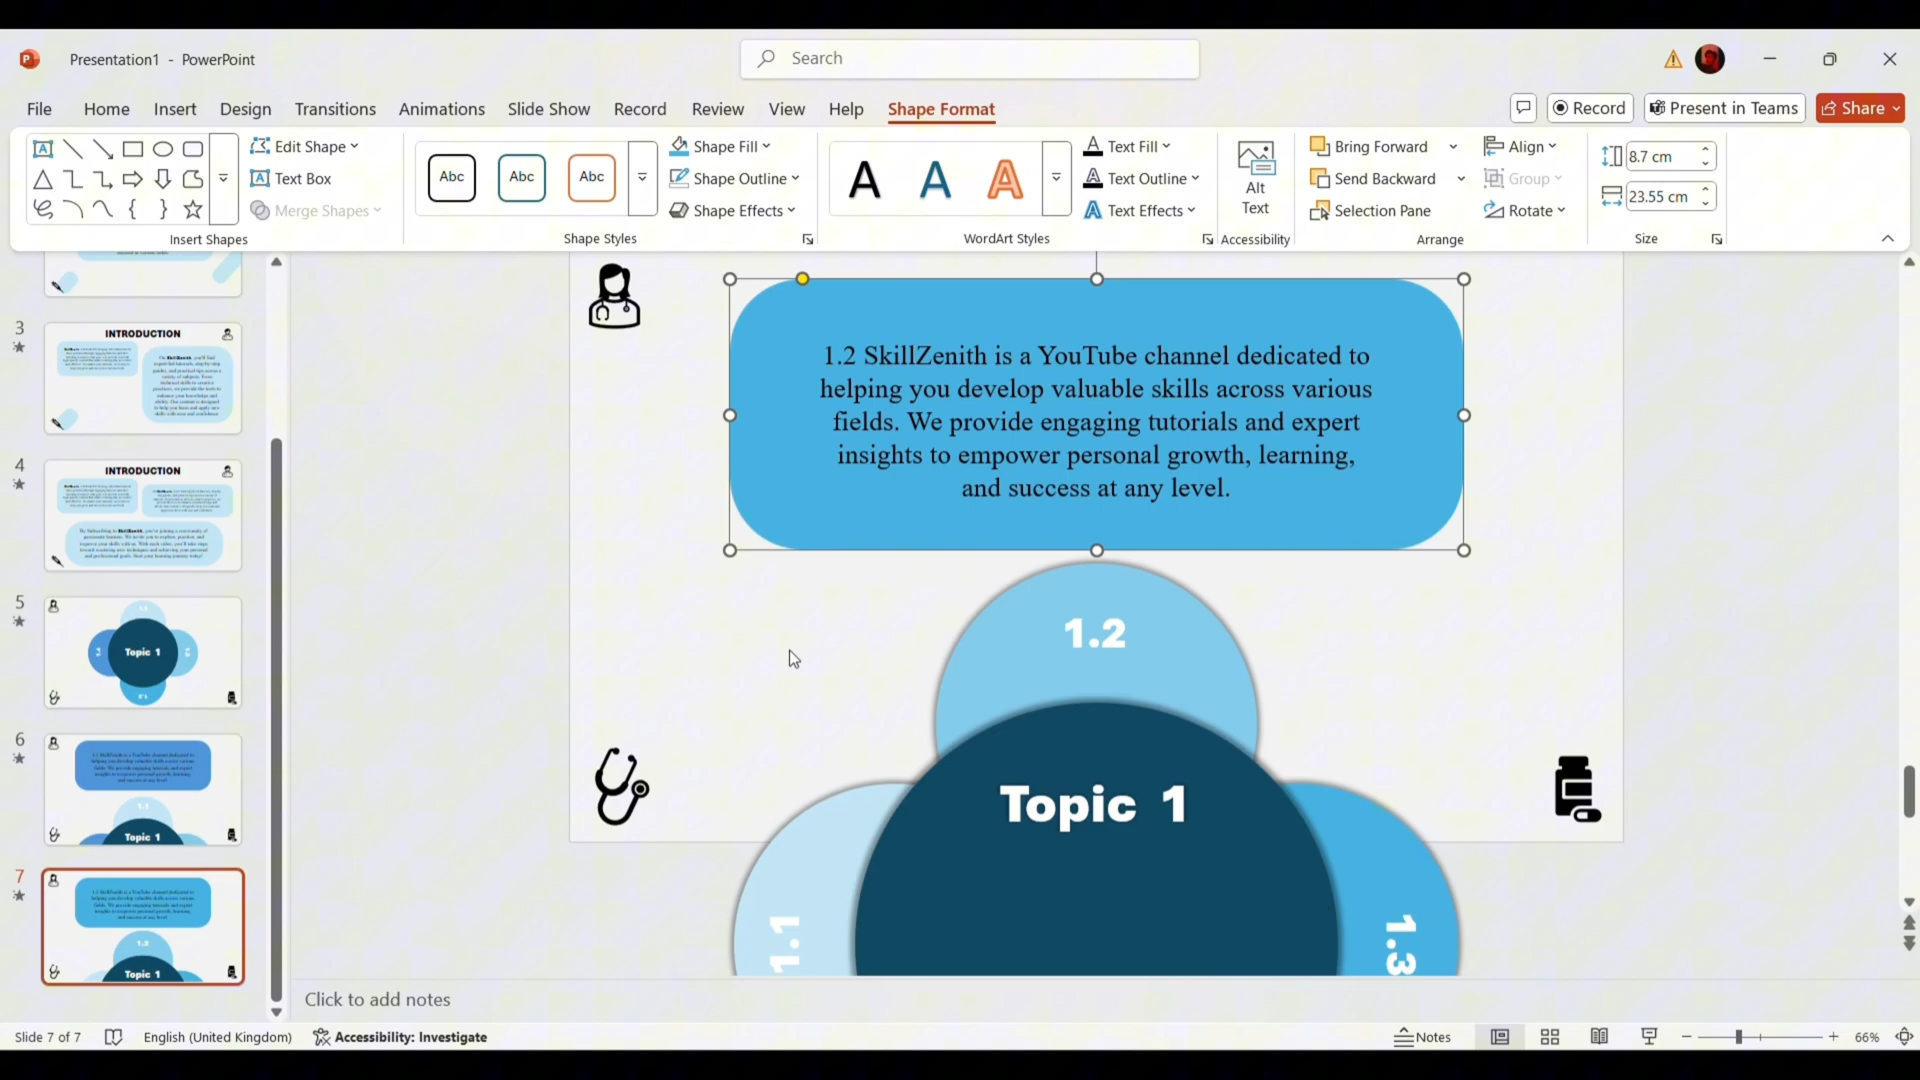 Presentation1 - PowerPoint
Search
File Home Insert Design Transitions Animations Slide Show Record Review View Help Shape Format
Record Present in Teams Share
Edit Shape
Text Box
Merge Shapes
Insert Shapes
Abc Abc Abc
Shape Fill
Shape Outline
Shape Effects
Shape Styles
A A A
Text Fill
Text Outline
Text Effects
WordArt Styles
Alt
Text
Accessibility
Bring Forward
Send Backward
Selection Pane
Align
Group
Rotate
Arrange
8.7 cm
23.55 cm
Size
3
INTRODUCTION
4
INTRODUCTION
5
Topic 1
6
1.1
Topic 1
7
1.2
Topic 1
1.2 SkillZenith is a YouTube channel dedicated to
helping you develop valuable skills across various
fields. We provide engaging tutorials and expert
insights to empower personal growth, learning,
and success at any level.
1.2
Topic 1
1.1
1.3
Click to add notes
Slide 7 of 7 English (United Kingdom) Accessibility: Investigate
Notes
66%